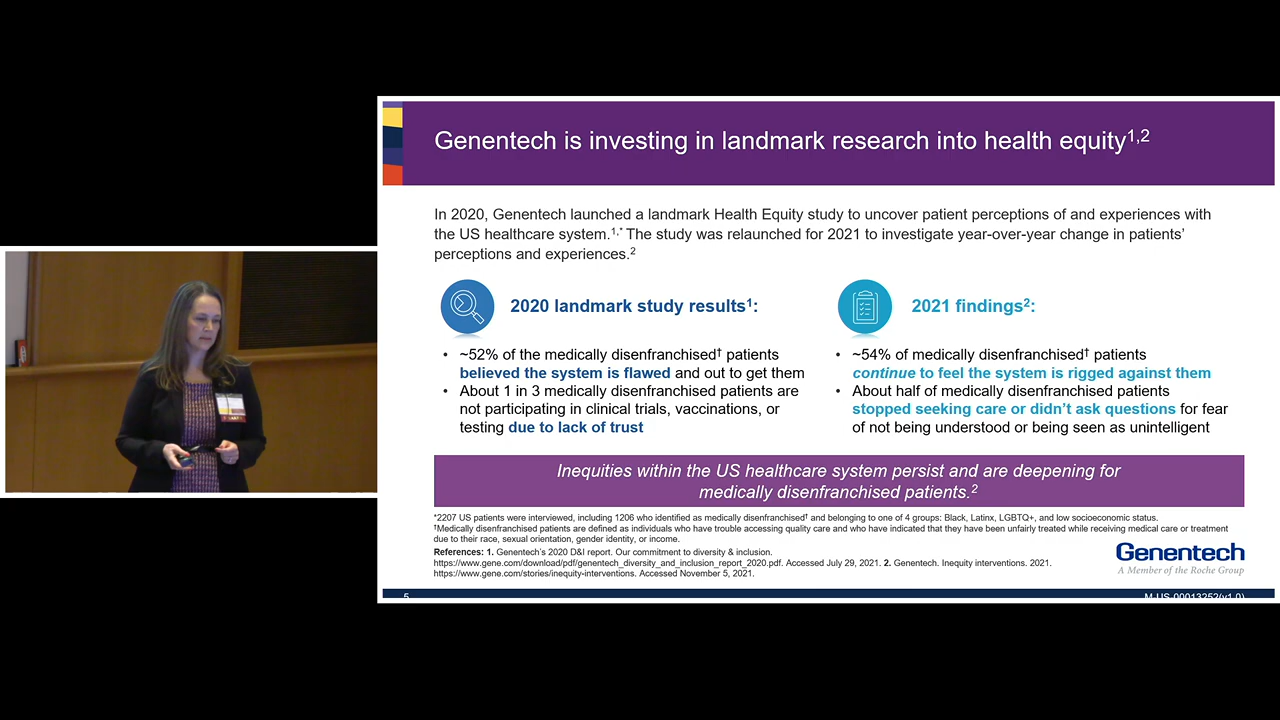 Genentech is investing in landmark research into health equity1,2
In 2020, Genentech launched a landmark Health Equity study to uncover patient perceptions of and experiences with
the US healthcare system.1,* The study was relaunched for 2021 to investigate year-over-year change in patients’
perceptions and experiences.2
2020 landmark study results1:
• ~52% of the medically disenfranchised† patients
believed the system is flawed and out to get them
• About 1 in 3 medically disenfranchised patients are
not participating in clinical trials, vaccinations, or
testing due to lack of trust
2021 findings2:
• ~54% of medically disenfranchised† patients
continue to feel the system is rigged against them
• About half of medically disenfranchised patients
stopped seeking care or didn’t ask questions for fear
of not being understood or being seen as unintelligent
Inequities within the US healthcare system persist and are deepening for
medically disenfranchised patients.2
*2207 US patients were interviewed, including 1206 who identified as medically disenfranchised† and belonging to one of 4 groups: Black, Latinx, LGBTQ+, and low socioeconomic status.
†Medically disenfranchised patients are defined as individuals who have trouble accessing quality care and who have indicated that they have been unfairly treated while receiving medical care or treatment
due to their race, sexual orientation, gender identity, or income.
References: 1. Genentech’s 2020 D&I report. Our commitment to diversity & inclusion.
https://www.gene.com/download/pdf/genentech_diversity_and_inclusion_report_2020.pdf. Accessed July 29, 2021. 2. Genentech. Inequity interventions. 2021.
https://www.gene.com/stories/inequity-interventions. Accessed November 5, 2021.
Genentech
A Member of the Roche Group
5
M-US-00013252(v1.0)